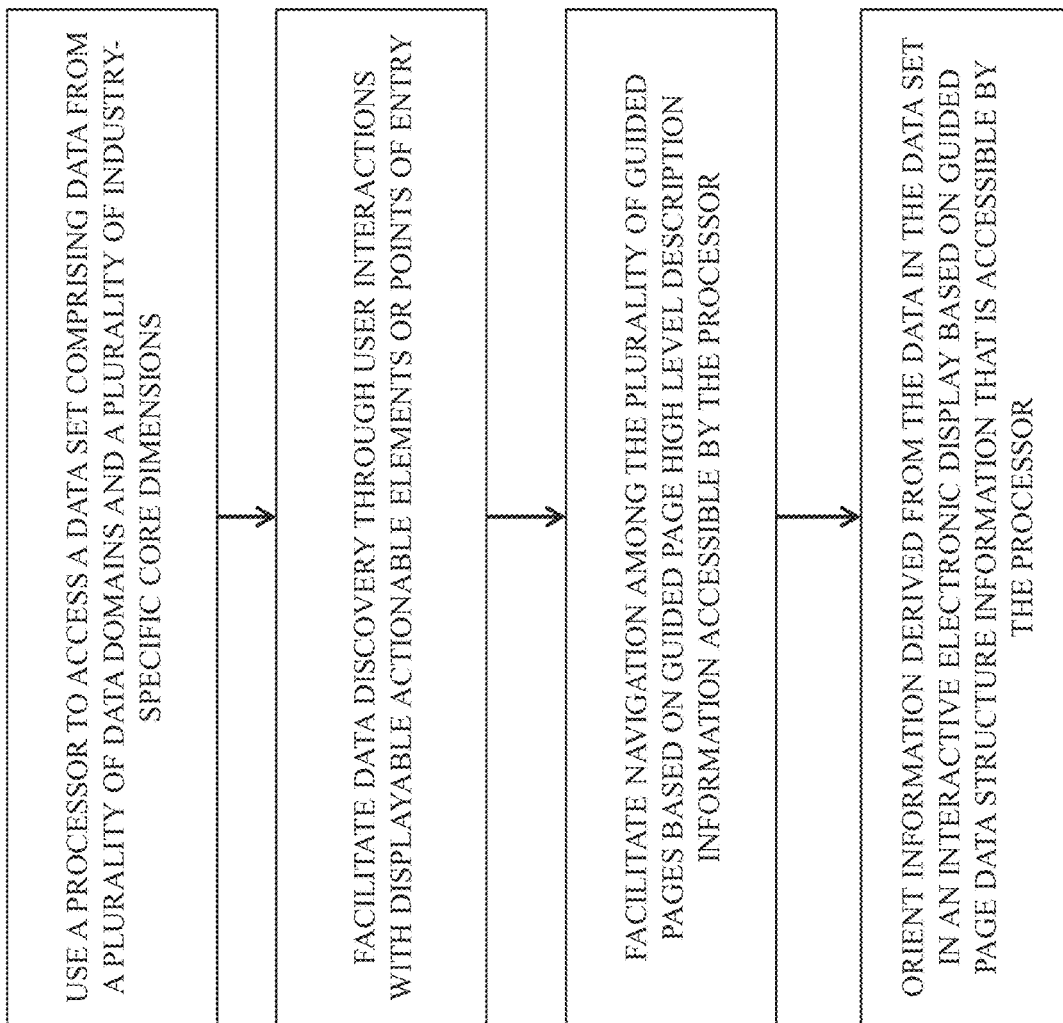 USE A PROCESSOR TO ACCESS A DATA SET COMPRISING DATA FROM
A PLURALITY OF DATA DOMAINS AND A PLURALITY OF INDUSTRY-
SPECIFIC CORE DIMENSIONS
FACILITATE DATA DISCOVERY THROUGH USER INTERACTIONS
WITH DISPLAYABLE ACTIONABLE ELEMENTS OR POINTS OF ENTRY
FACILITATE NAVIGATION AMONG THE PLURALITY OF GUIDED
PAGES BASED ON GUIDED PAGE HIGH LEVEL DESCRIPTION
INFORMATION ACCESSIBLE BY THE PROCESSOR
ORIENT INFORMATION DERIVED FROM THE DATA IN THE DATA SET
IN AN INTERACTIVE ELECTRONIC DISPLAY BASED ON GUIDED
PAGE DATA STRUCTURE INFORMATION THAT IS ACCESSIBLE BY
THE PROCESSOR